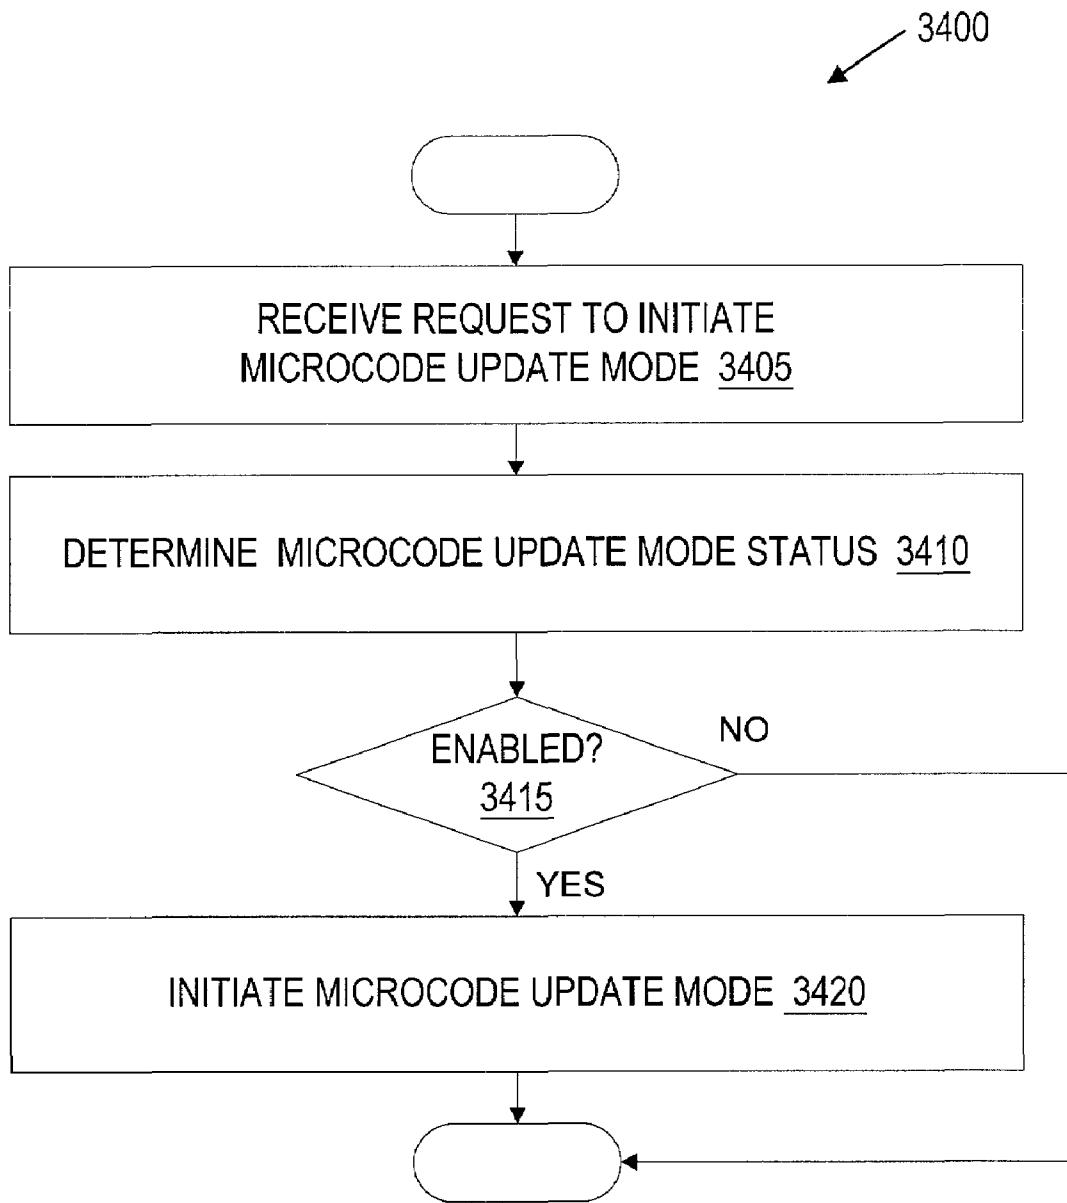 3400
RECEIVE REQUEST TO INITIATE
MICROCODE UPDATE MODE 3405
DETERMINE MICROCODE UPDATE MODE STATUS 3410
ENABLED?
3415
NO
YES
INITIATE MICROCODE UPDATE MODE 3420